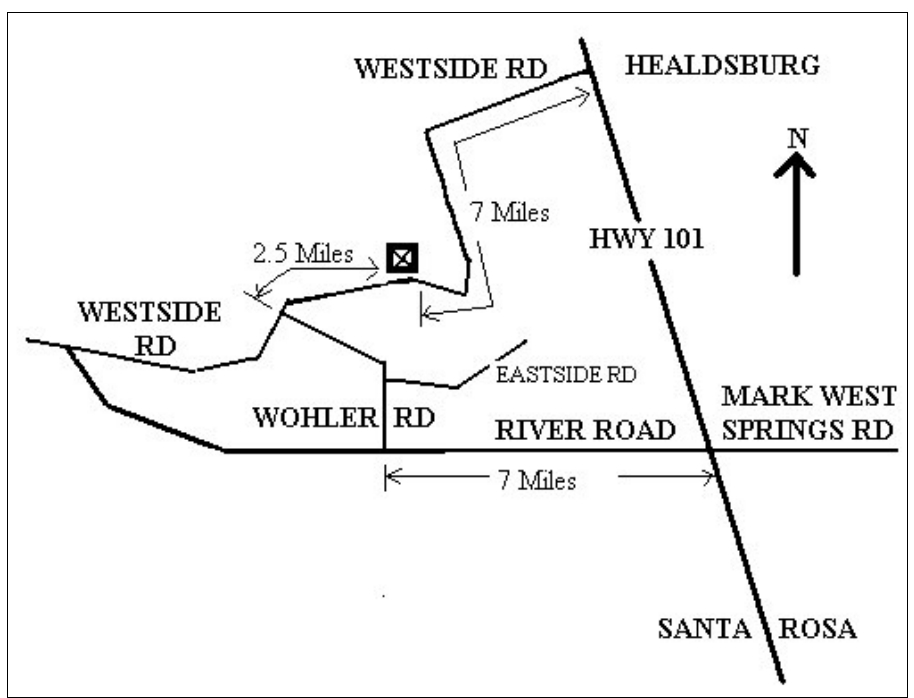 WESTSIDE RD
HEALDSBURG
N
7 Miles
HWY 101
2.5 Miles
WESTSIDE
RD
EASTSIDE RD
MARK WEST
SPRINGS RD
WOHLER RD
RIVER ROAD
7 Miles
SANTA ROSA